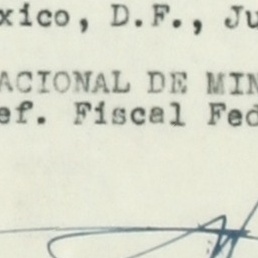 xico, D.F., Ju
ACIONAL DE MIN
ef. Fiscal Fed